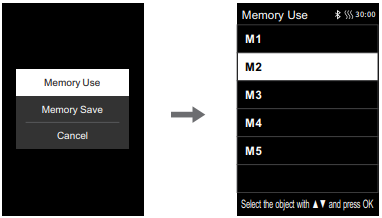 Memory Use
Memory Save
Cancel
Memory Use 30:00
M1
M2
M3
M4
M5
Select the object with ▲▼ and press OK